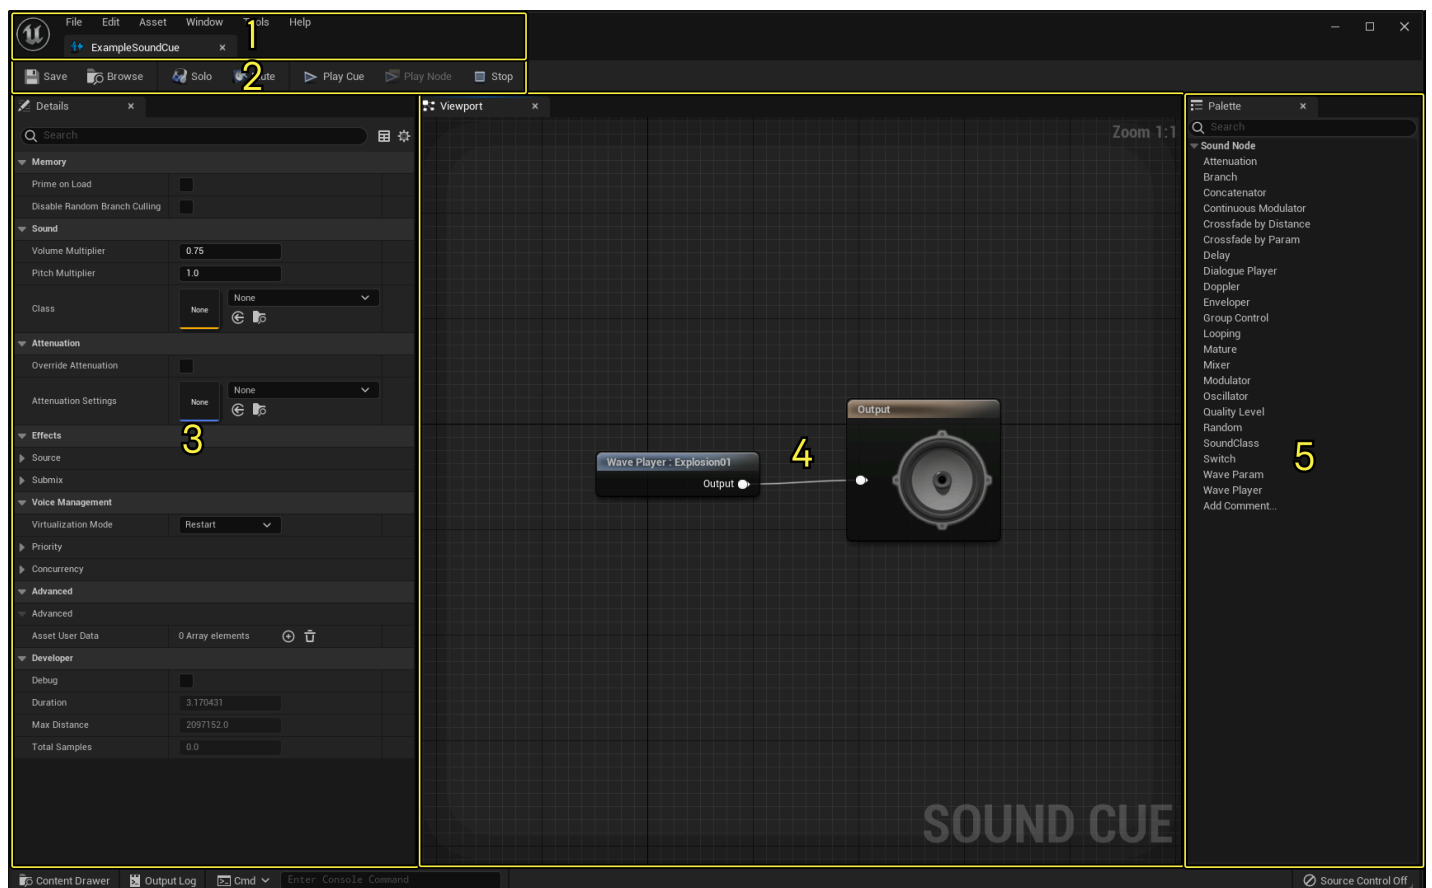 File Edit Asset Window Tools Help
1
ExampleSoundCue
Save Browse Solo Mute Play Cue Play Node Stop
2
Details
Search
Memory
Prime on Load
Disable Random Branch Culling
Sound
Volume Multiplier 0.75
Pitch Multiplier 1.0
Class None None
Attenuation
Override Attenuation
Attenuation Settings None None
3
Effects
Source
Submix
Voice Management
Virtualization Mode Restart
Priority
Concurrency
Advanced
Advanced
Asset User Data 0 Array elements
Developer
Debug
Duration 3.170431
Max Distance 2097152.0
Total Samples 0.0
Viewport
Zoom 1:1
Wave Player : Explosion01
Output
4
Output
SOUND CUE
Palette
Search
Sound Node
Attenuation
Branch
Concatenator
Continuous Modulator
Crossfade by Distance
Crossfade by Param
Delay
Dialogue Player
Doppler
Enveloper
Group Control
Looping
Mature
Mixer
Modulator
Oscillator
Quality Level
Random
SoundClass
Switch
Wave Param
Wave Player
Add Comment...
5
Content Drawer Output Log Cmd Enter Console Command Source Control Off